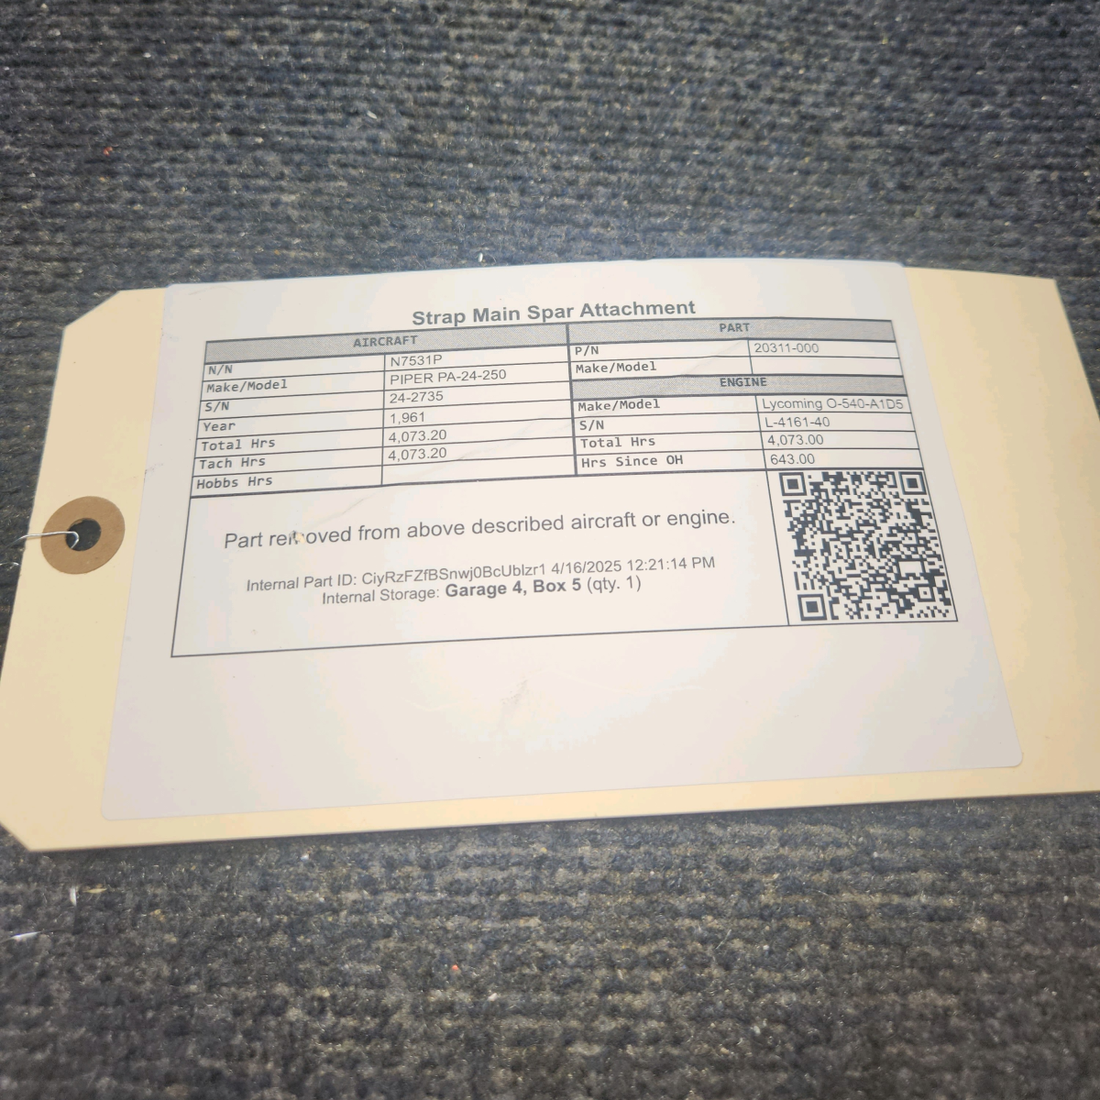 Strap Main Spar Attachment
AIRCRAFT
N/N N7531P
Make/Model PIPER PA-24-250
S/N 24-2735
Year 1,961
Total Hrs 4,073.20
Tach Hrs 4,073.20
Hobbs Hrs
PART
P/N 20311-000
Make/Model
ENGINE
Make/Model Lycoming O-540-A1D5
S/N L-4161-40
Total Hrs 4,073.00
Hrs Since OH 643.00
Part removed from above described aircraft or engine.
Internal Part ID: CiyRzFZfBSnwj0BcUblzr1 4/16/2025 12:21:14 PM
Internal Storage: Garage 4, Box 5 (qty. 1)